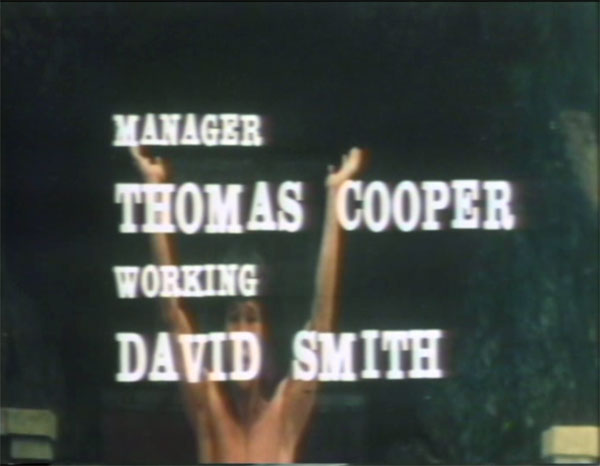 MANAGER
THOMAS COOPER
WORKING
DAVID SMITH